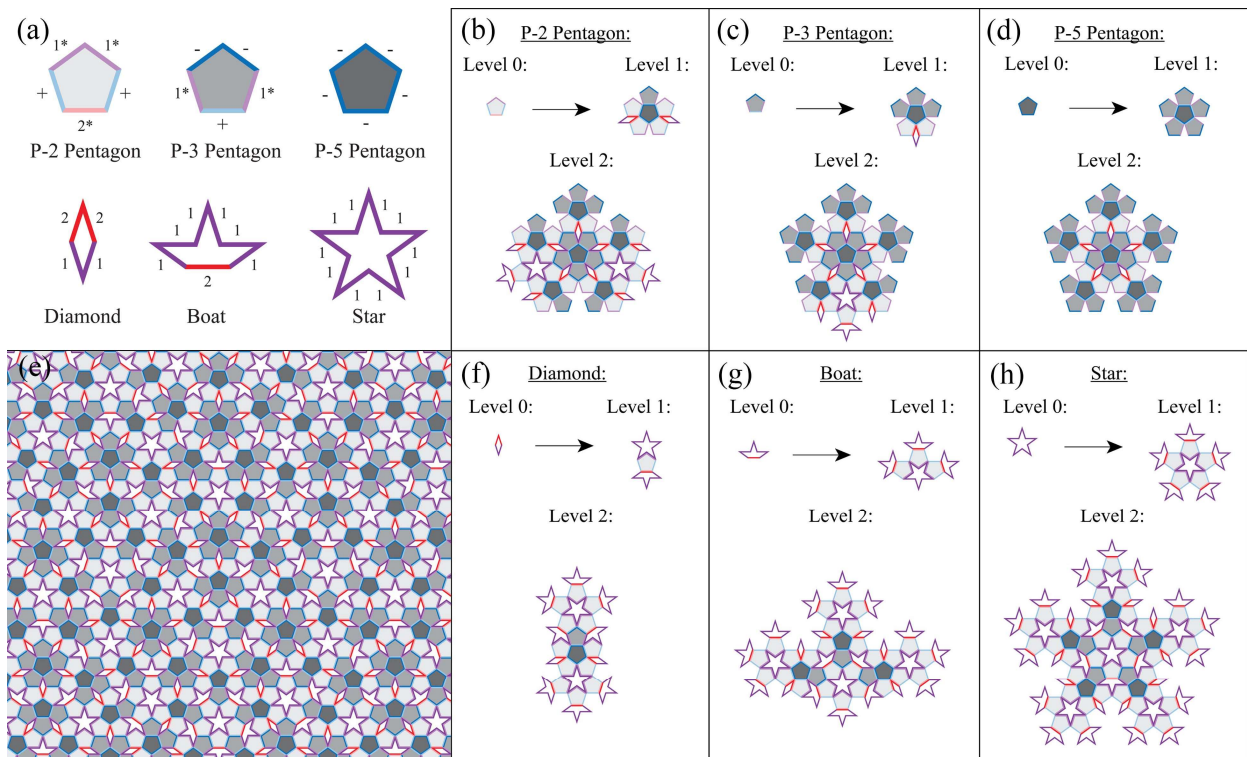 (a)
1* 1* - - - -
+ + 1* 1* - -
2* + -
P-2 Pentagon P-3 Pentagon P-5 Pentagon
2 2 1 1 1 1
1 1
1 1 1 1 1 1
2 1 1
1 1
Diamond Boat Star
(b) P-2 Pentagon:
Level 0: Level 1:
Level 2:
(c) P-3 Pentagon:
Level 0: Level 1:
Level 2:
(d) P-5 Pentagon:
Level 0: Level 1:
Level 2:
(e)
(f) Diamond:
Level 0: Level 1:
Level 2:
(g) Boat:
Level 0: Level 1:
Level 2:
(h) Star:
Level 0: Level 1:
Level 2: